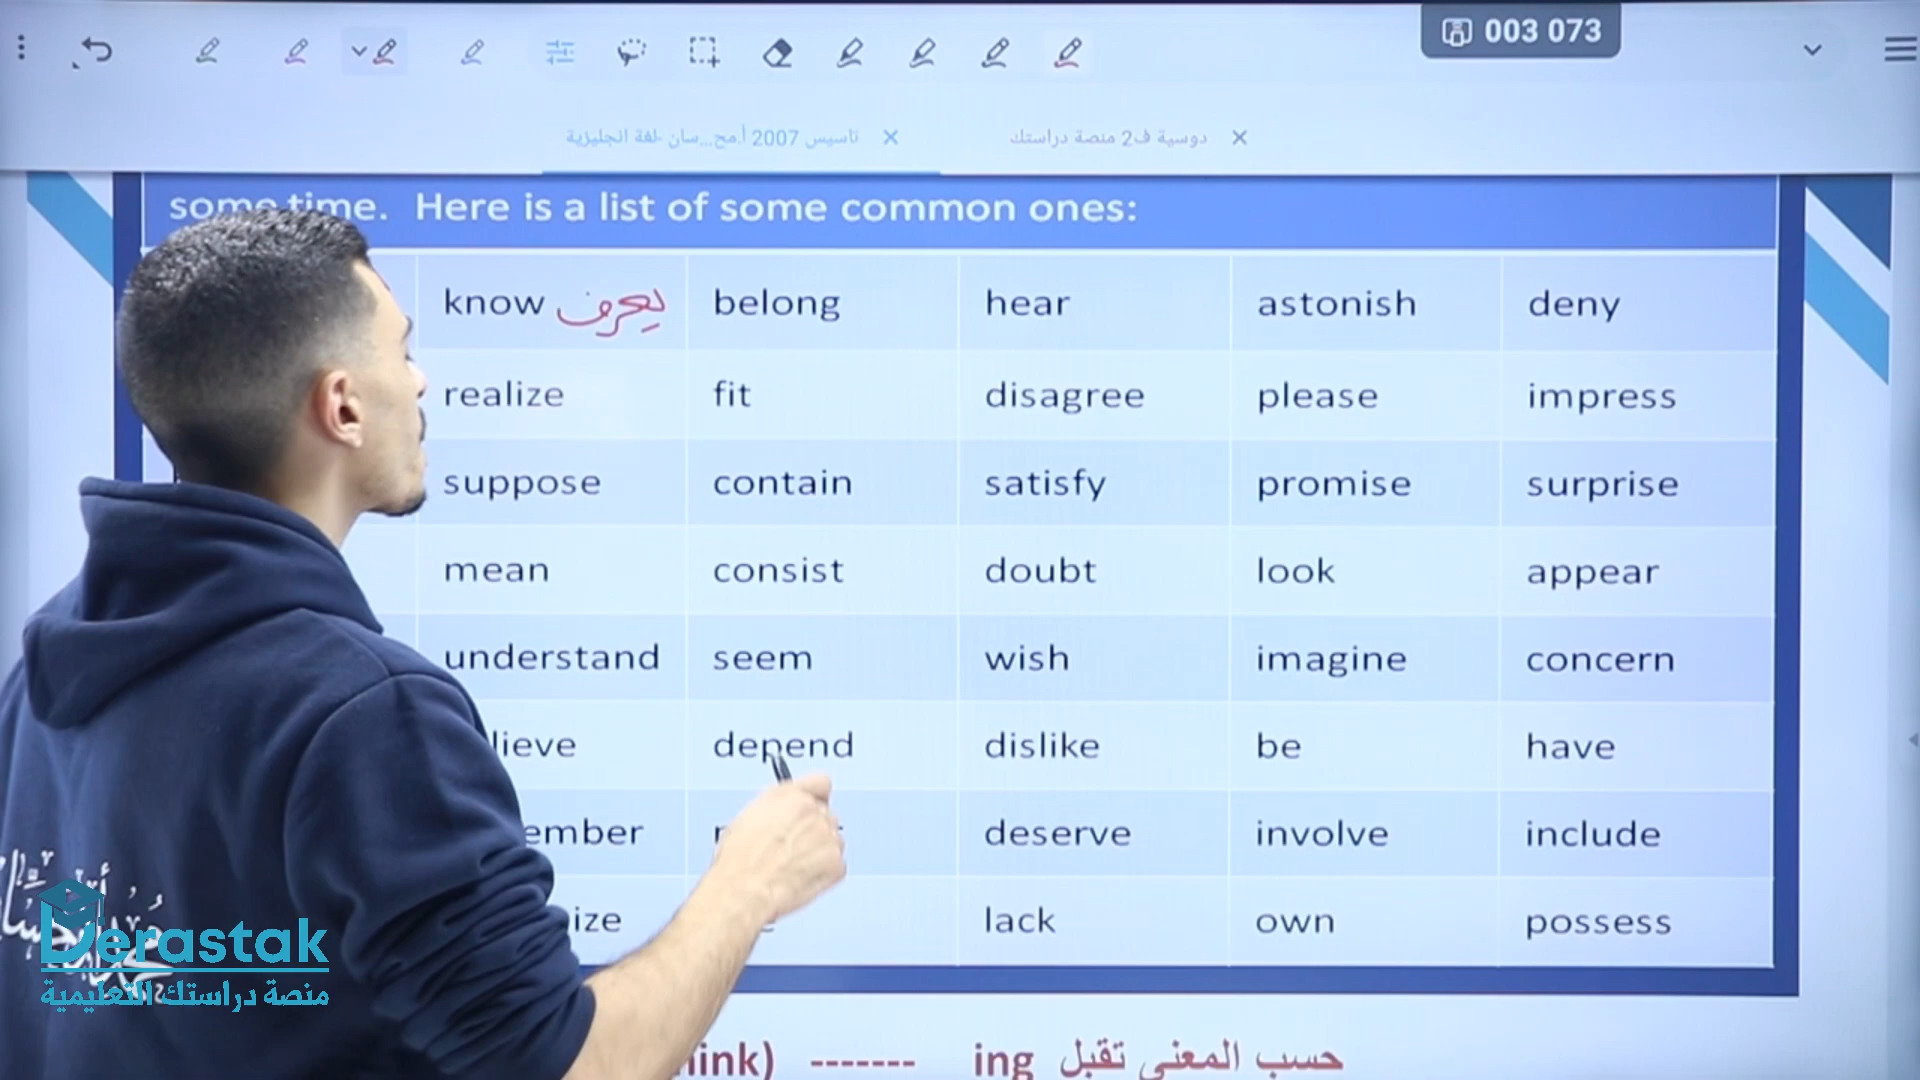 003 073
تاسيس 2007 أ.مح...سان -لغة انجليزية
دوسية ف2 منصة دراستك
some time. Here is a list of some common ones:
know يعرف belong hear astonish deny
realize fit disagree please impress
suppose contain satisfy promise surprise
mean consist doubt look appear
understand seem wish imagine concern
lieve depend dislike be have
ember deserve involve include
ize lack own possess
hink) ------- ing حسب المعنى تقبل
Derastak
منصة دراستك التعليمية